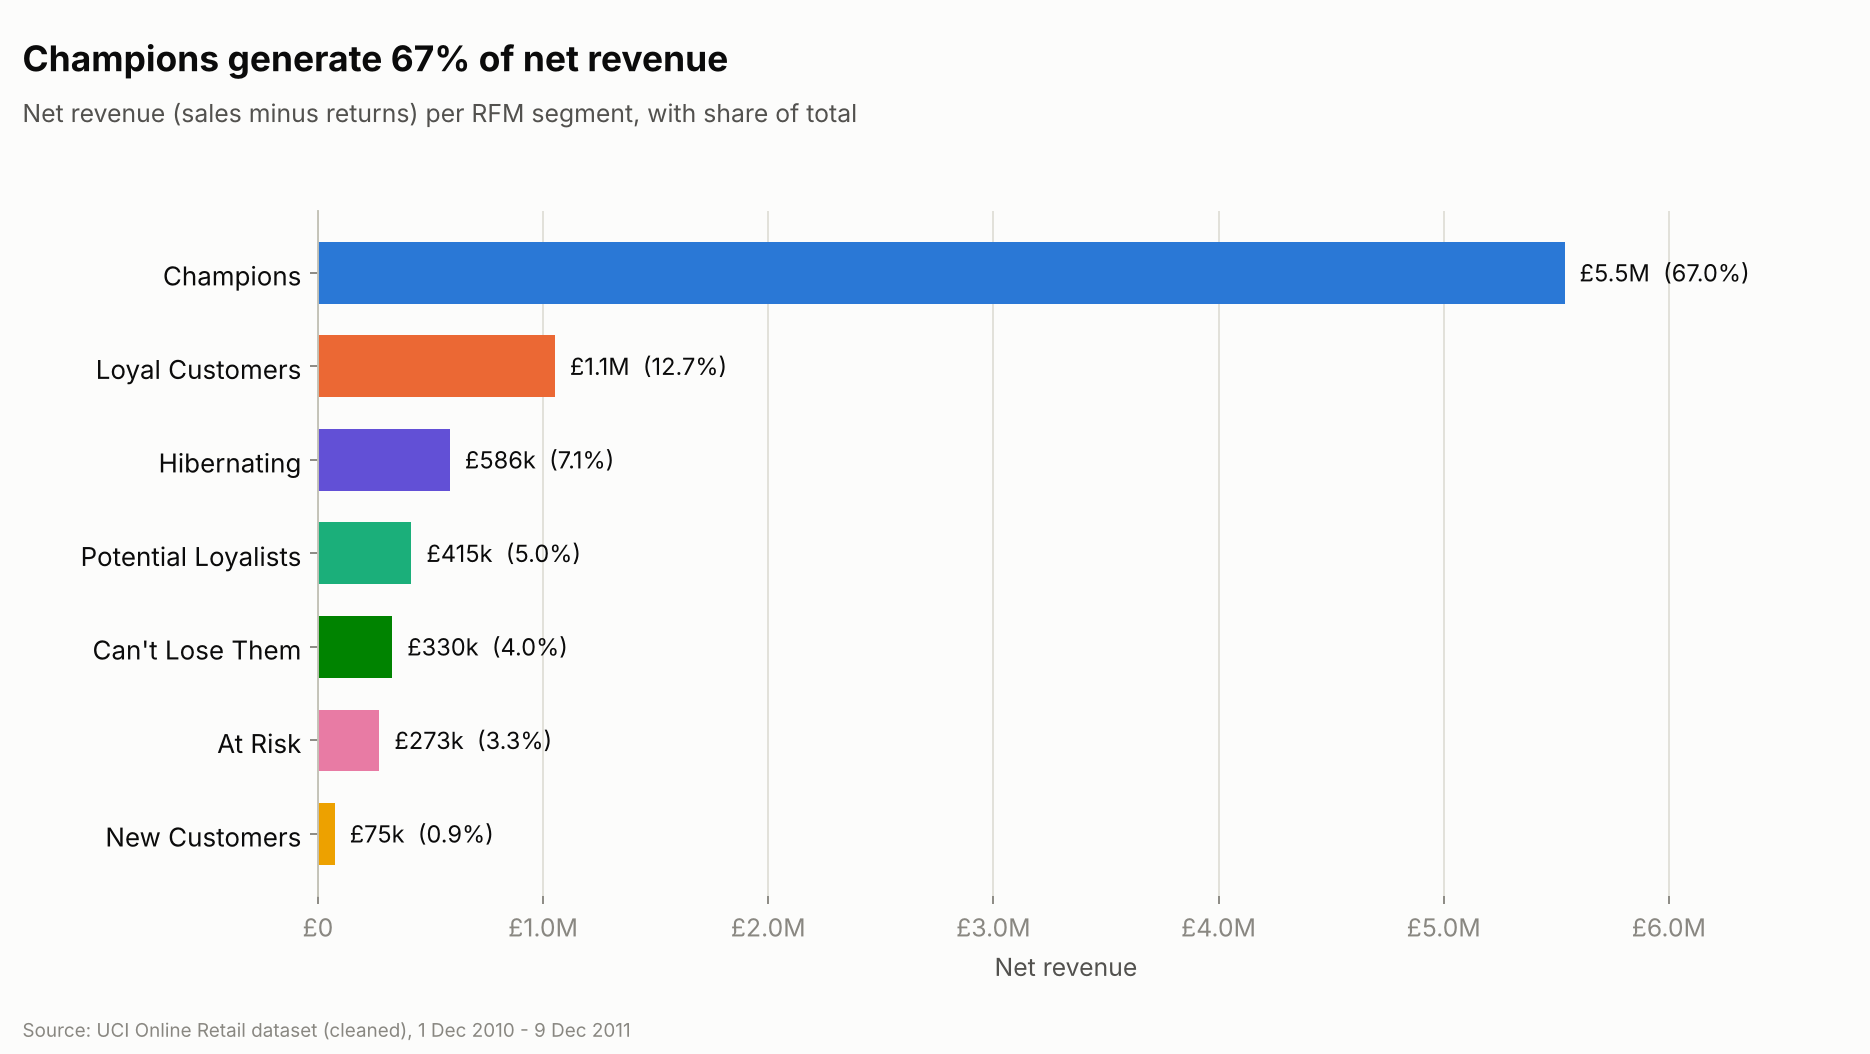 Champions generate 67% of net revenue
Net revenue (sales minus returns) per RFM segment, with share of total
Champions £5.5M (67.0%)
Loyal Customers £1.1M (12.7%)
Hibernating £586k (7.1%)
Potential Loyalists £415k (5.0%)
Can't Lose Them £330k (4.0%)
At Risk £273k (3.3%)
New Customers £75k (0.9%)
£0 £1.0M £2.0M £3.0M £4.0M £5.0M £6.0M
Net revenue
Source: UCI Online Retail dataset (cleaned), 1 Dec 2010 - 9 Dec 2011